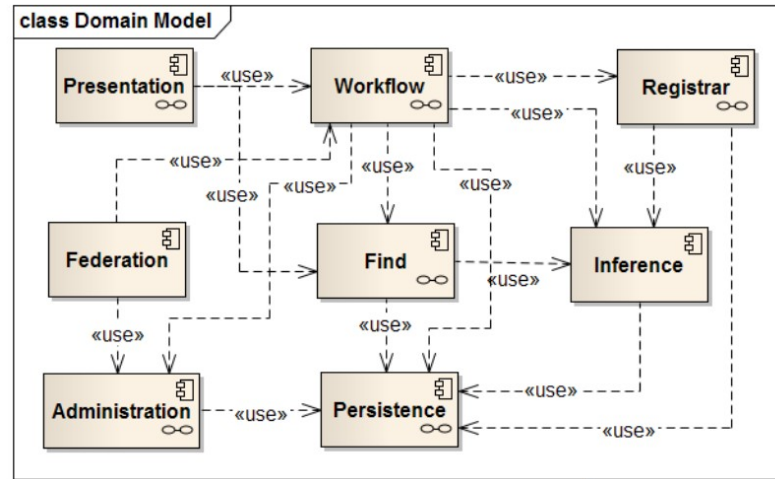 class Domain Model
Presentation
«use»
Workflow
«use»
Registrar
«use»
«use»
«use»
«use»
«use»
«use»
«use»
Federation
Find
«use»
Inference
«use»
«use»
Administration
«use»
Persistence
«use»
«use»